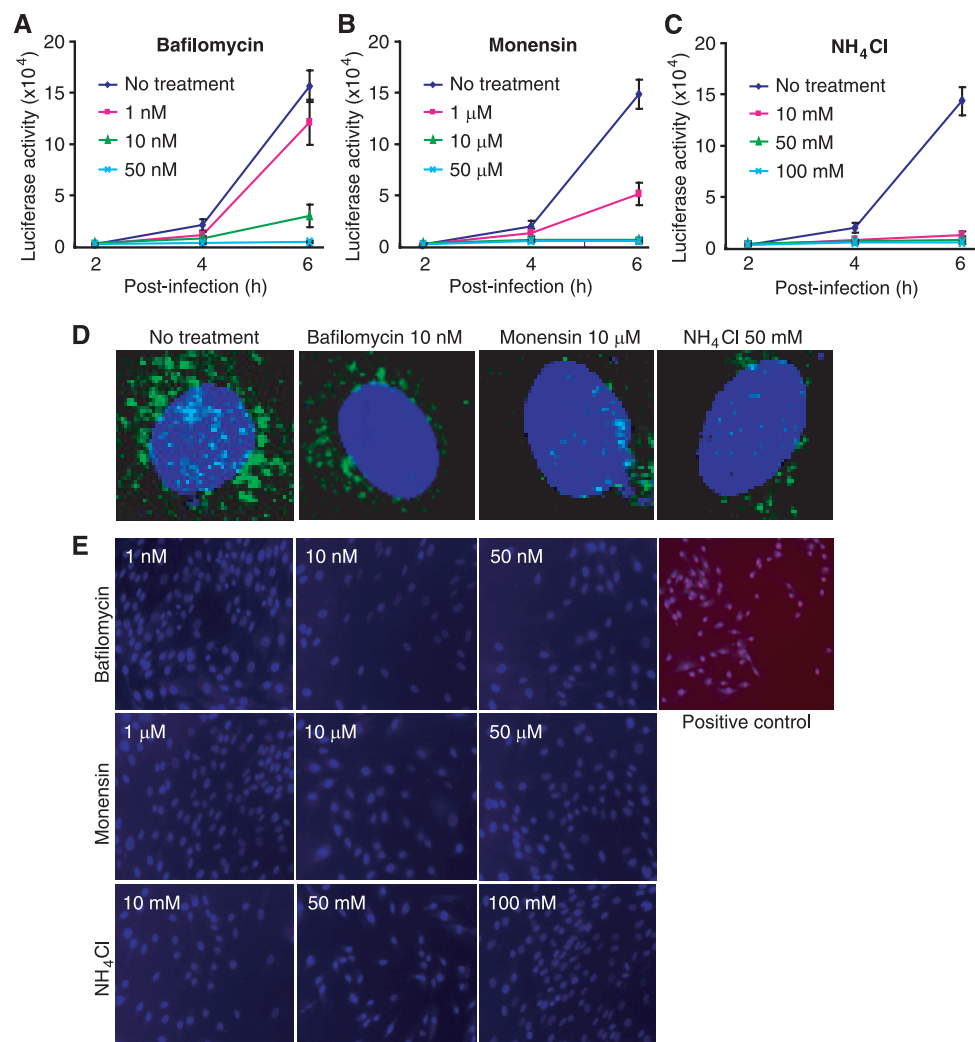 A
Bafilomycin
Luciferase activity (x10⁴)
20
15
10
5
0
No treatment
1 nM
10 nM
50 nM
2
4
6
Post-infection (h)
B
Monensin
Luciferase activity (x10⁴)
20
15
10
5
0
No treatment
1 μM
10 μM
50 μM
2
4
6
Post-infection (h)
C
NH₄Cl
Luciferase activity (x10⁴)
20
15
10
5
0
No treatment
10 mM
50 mM
100 mM
2
4
6
Post-infection (h)
D
No treatment
Bafilomycin 10 nM
Monensin 10 μM
NH₄Cl 50 mM
E
Bafilomycin
1 nM
10 nM
50 nM
Positive control
Monensin
1 μM
10 μM
50 μM
NH₄Cl
10 mM
50 mM
100 mM